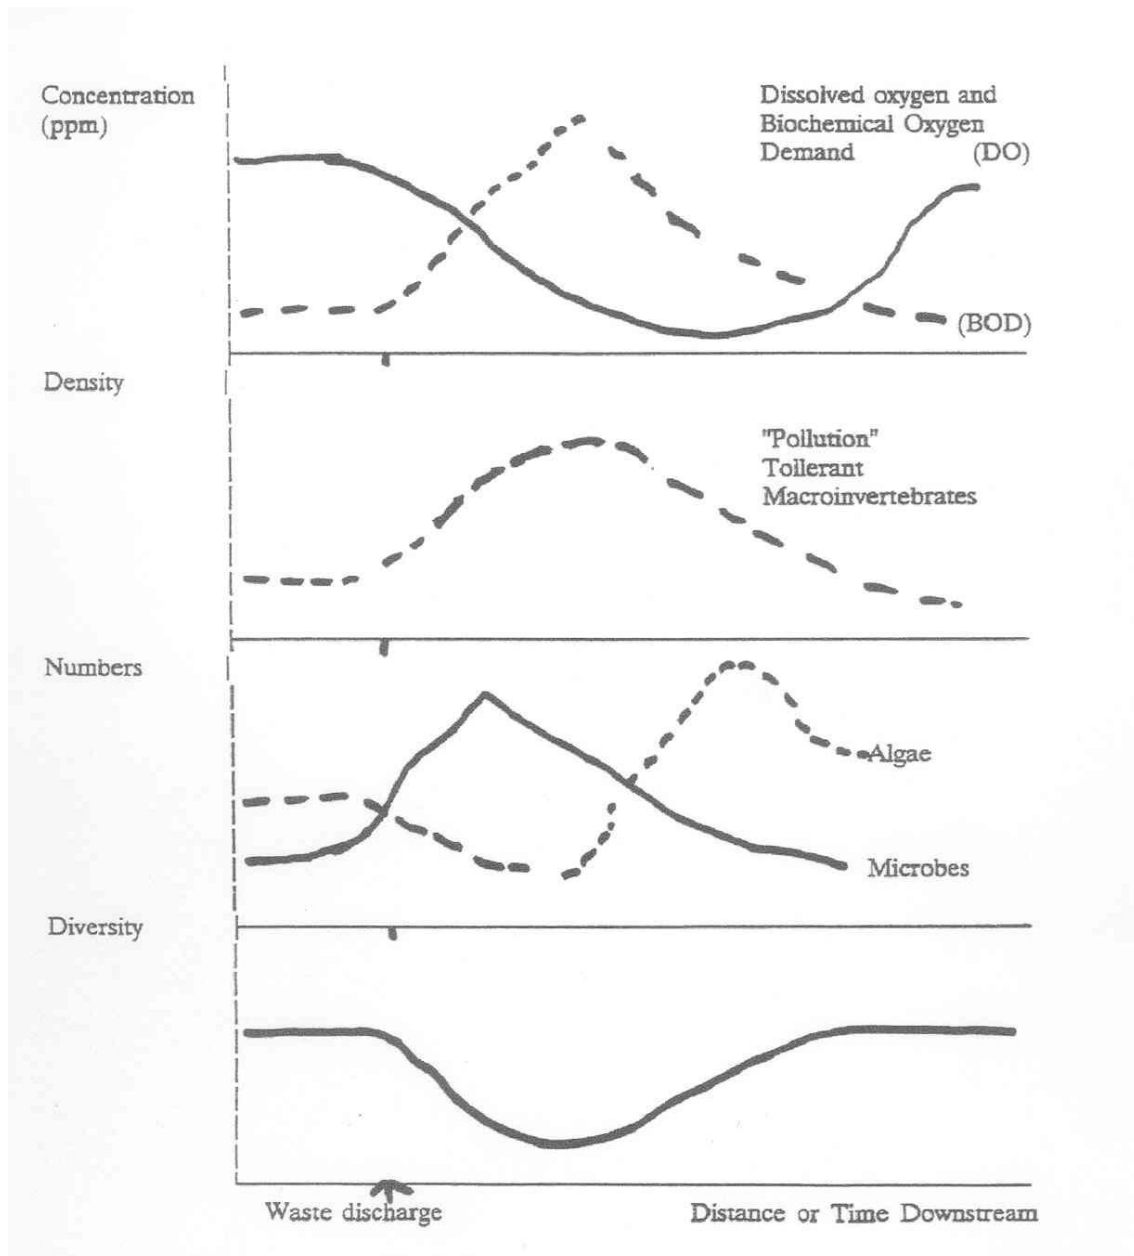 Concentration
(ppm)
Dissolved oxygen and
Biochemical Oxygen
Demand (DO)
(BOD)
Density
"Pollution"
Tollerant
Macroinvertebrates
Numbers
Algae
Microbes
Diversity
Waste discharge
Distance or Time Downstream